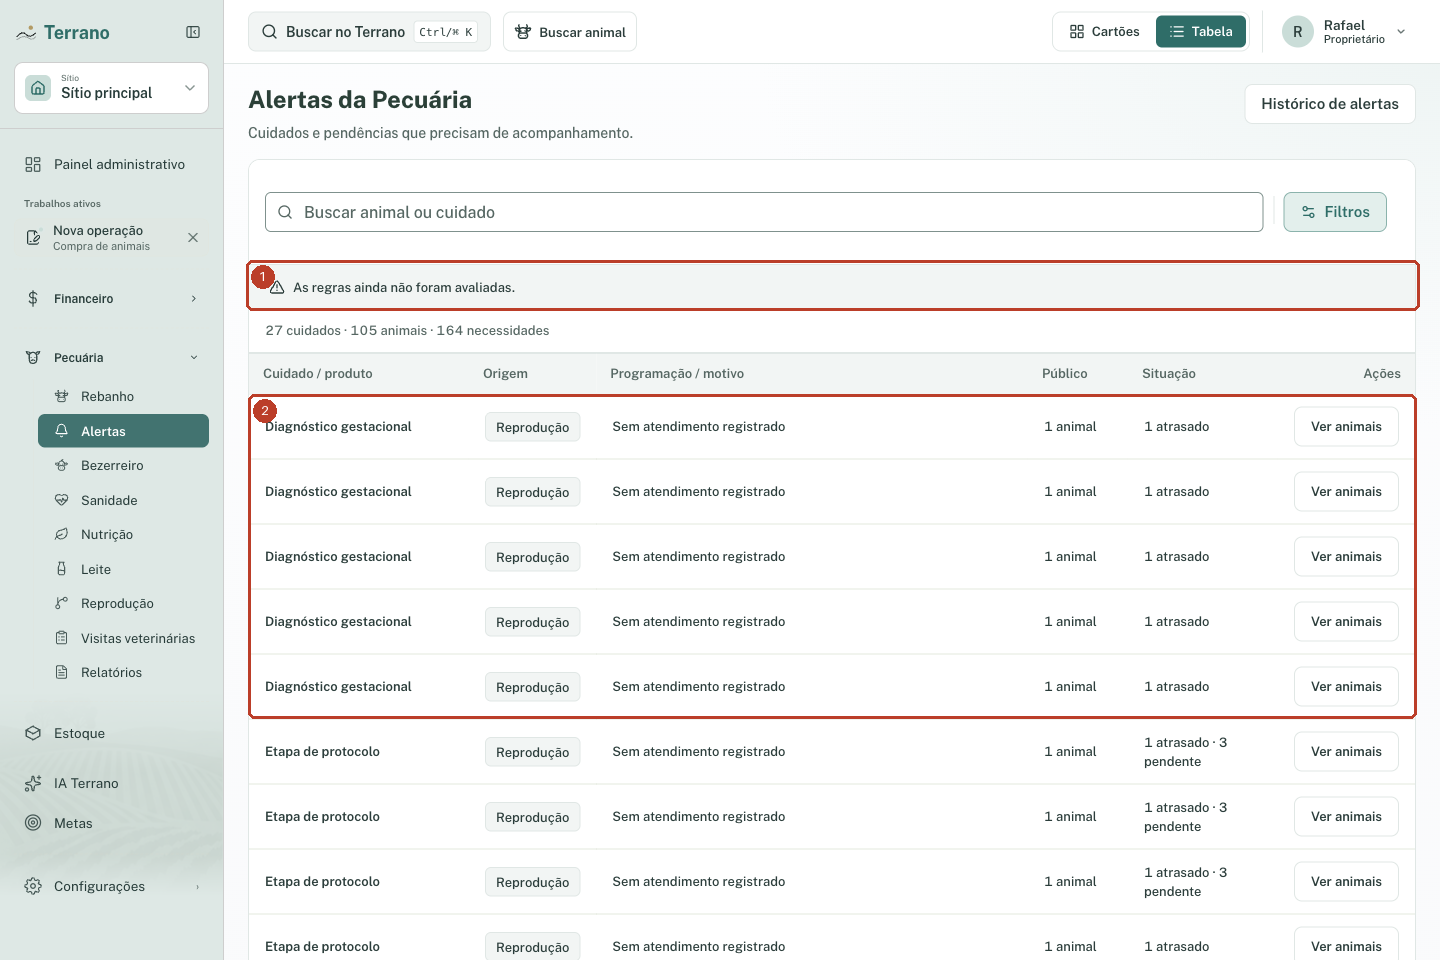 Terrano
Sítio
Sítio principal
Painel administrativo
Trabalhos ativos
Nova operação
Compra de animais
Financeiro
Pecuária
Rebanho
Alertas
Bezerreiro
Sanidade
Nutrição
Leite
Reprodução
Visitas veterinárias
Relatórios
Estoque
IA Terrano
Metas
Configurações
Buscar no Terrano Ctrl/⌘ K
Buscar animal
Cartões
Tabela
R
Rafael
Proprietário
Alertas da Pecuária
Cuidados e pendências que precisam de acompanhamento.
Histórico de alertas
Buscar animal ou cuidado
Filtros
1
As regras ainda não foram avaliadas.
27 cuidados · 105 animais · 164 necessidades
Cuidado / produto Origem Programação / motivo Público Situação Ações
2
Diagnóstico gestacional Reprodução Sem atendimento registrado 1 animal 1 atrasado Ver animais
Diagnóstico gestacional Reprodução Sem atendimento registrado 1 animal 1 atrasado Ver animais
Diagnóstico gestacional Reprodução Sem atendimento registrado 1 animal 1 atrasado Ver animais
Diagnóstico gestacional Reprodução Sem atendimento registrado 1 animal 1 atrasado Ver animais
Diagnóstico gestacional Reprodução Sem atendimento registrado 1 animal 1 atrasado Ver animais
Etapa de protocolo Reprodução Sem atendimento registrado 1 animal 1 atrasado · 3 pendente Ver animais
Etapa de protocolo Reprodução Sem atendimento registrado 1 animal 1 atrasado · 3 pendente Ver animais
Etapa de protocolo Reprodução Sem atendimento registrado 1 animal 1 atrasado · 3 pendente Ver animais
Etapa de protocolo Reprodução Sem atendimento registrado 1 animal 1 atrasado Ver animais